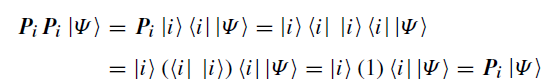 P_i P_i |Ψ⟩ = P_i |i⟩ ⟨i| |Ψ⟩ = |i⟩ ⟨i| |i⟩ ⟨i| |Ψ⟩
= |i⟩ (⟨i| |i⟩) ⟨i| |Ψ⟩ = |i⟩ (1) ⟨i| |Ψ⟩ = P_i |Ψ⟩